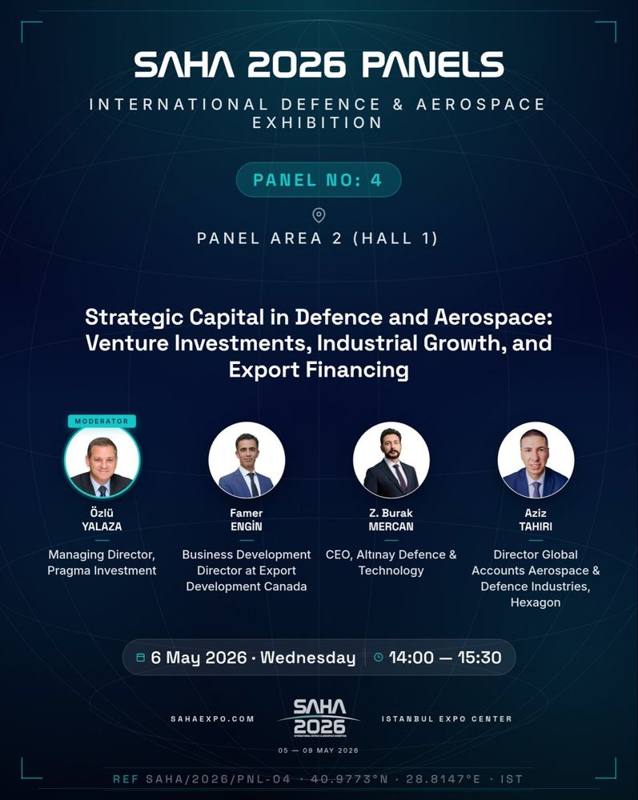 SAHA 2026 PANELS
INTERNATIONAL DEFENCE & AEROSPACE
EXHIBITION
PANEL NO: 4
PANEL AREA 2 (HALL 1)
Strategic Capital in Defence and Aerospace:
Venture Investments, Industrial Growth, and
Export Financing
MODERATOR
Özlü
YALAZA
Managing Director,
Pragma Investment
Famer
ENGİN
Business Development
Director at Export
Development Canada
Z. Burak
MERCAN
CEO, Altınay Defence &
Technology
Aziz
TAHIRI
Director Global
Accounts Aerospace &
Defence Industries,
Hexagon
6 May 2026 · Wednesday 14:00 — 15:30
SAHAEXPO.COM
SAHA
2026
INTERNATIONAL DEFENCE & AEROSPACE EXHIBITION
ISTANBUL EXPO CENTER
05 — 09 MAY 2026
REF SAHA/2026/PNL-04 · 40.9773°N · 28.8147°E · IST